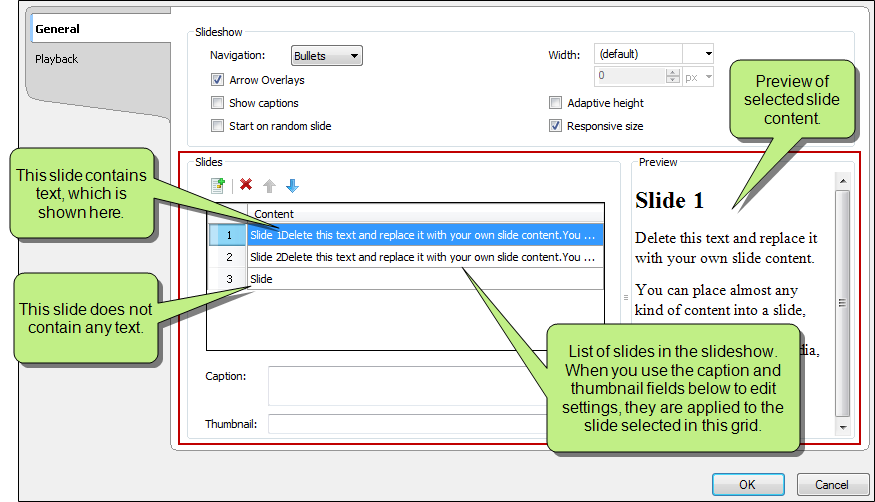 General
Playback
Slideshow
Navigation:
Bullets
Width:
(default)
0
px
Arrow Overlays
Show captions
Adaptive height
Start on random slide
Responsive size
Preview of
selected slide
content.
Slides
Preview
This slide contains
text, which is
shown here.
Content
1
Slide 1Delete this text and replace it with your own slide content.You ...
2
Slide 2Delete this text and replace it with your own slide content.You ...
3
Slide
Slide 1
Delete this text and replace it
with your own slide content.
You can place almost any
kind of content into a slide,
dia,
This slide does not
contain any text.
List of slides in the slideshow.
When you use the caption and
thumbnail fields below to edit
settings, they are applied to the
slide selected in this grid.
Caption:
Thumbnail:
OK
Cancel